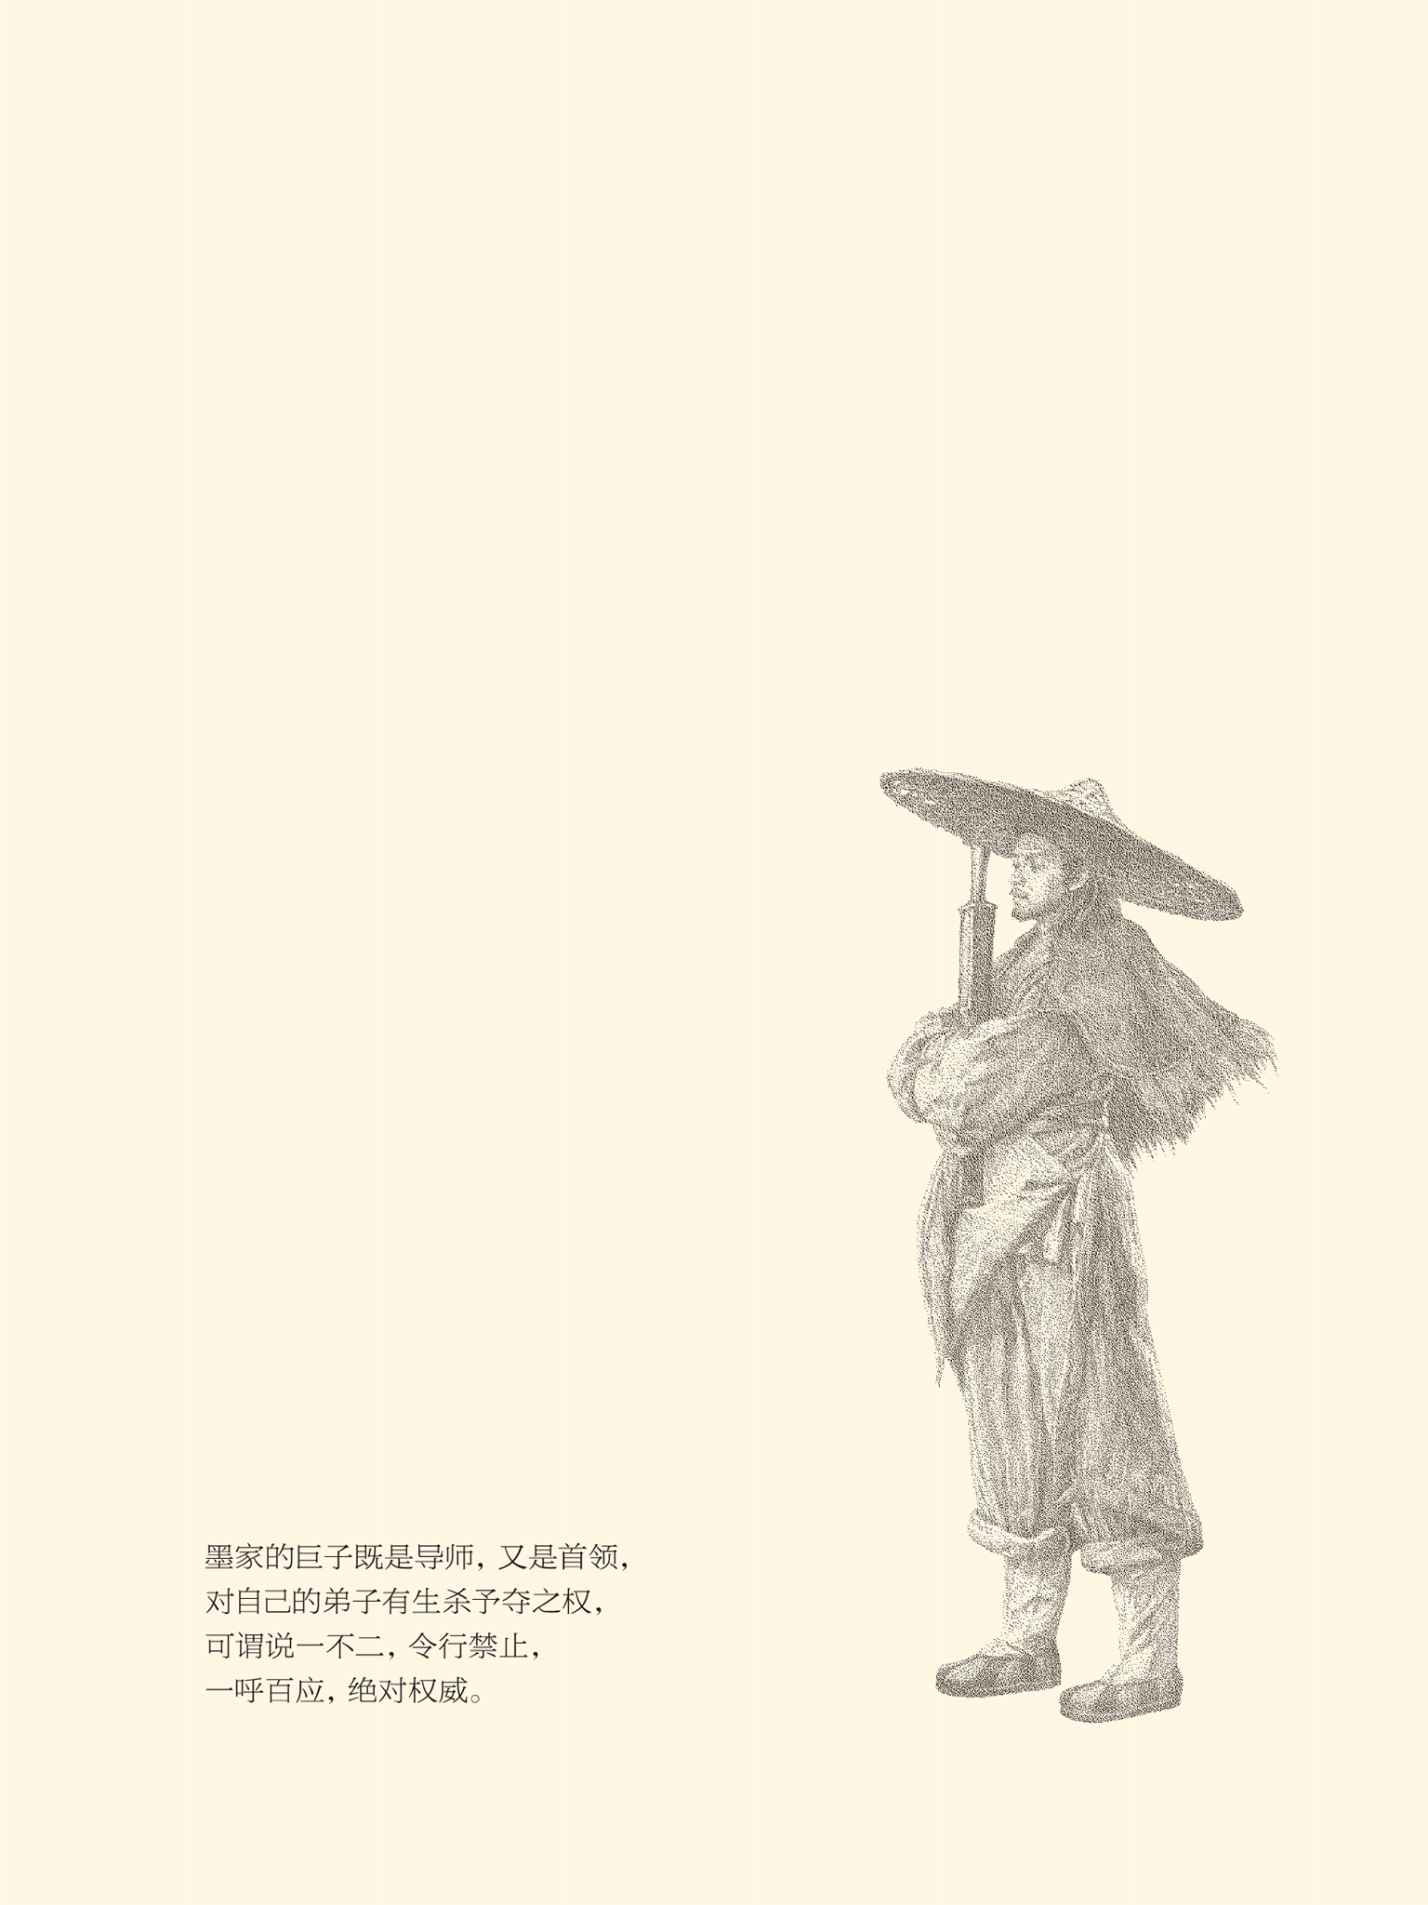 墨家的巨子既是导师，又是首领，
对自己的弟子有生杀予夺之权，
可谓说一不二，令行禁止，
一呼百应，绝对权威。